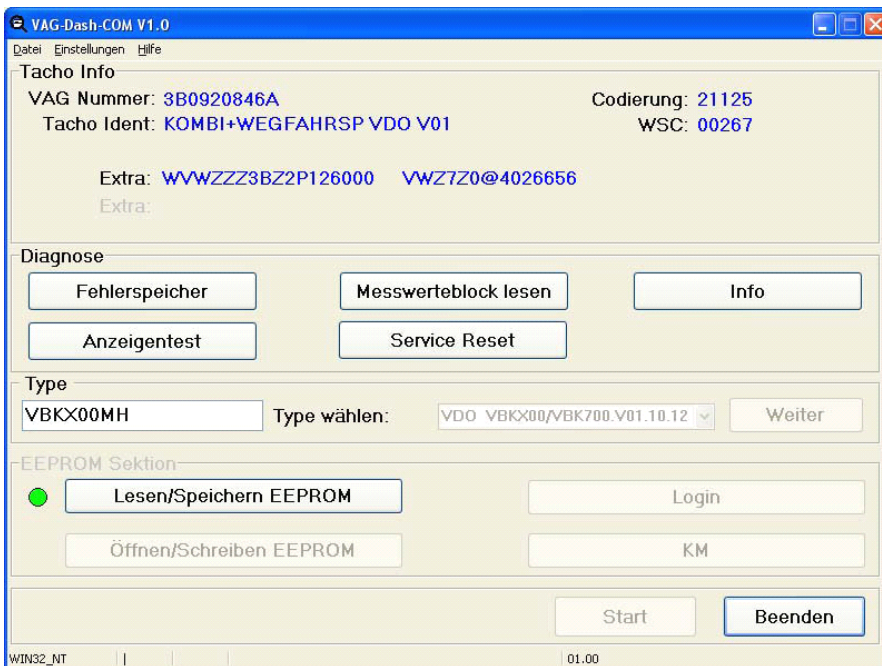 VAG-Dash-COM V1.0
Datei Einstellungen Hilfe
Tacho Info
VAG Nummer: 3B0920846A Codierung: 21125
Tacho Ident: KOMBI+WEGFAHRSP VDO V01 WSC: 00267
Extra: WVWZZZ3BZ2P126000 VWZ7Z0@4026656
Extra:
Diagnose
Fehlerspeicher Messwerteblock lesen Info
Anzeigentest Service Reset
Type
VBKX00MH Type wählen: VDO VBKX00/VBK700.V01.10.12 Weiter
EEPROM Sektion
Lesen/Speichern EEPROM Login
Öffnen/Schreiben EEPROM KM
Start Beenden
WIN32_NT 01.00